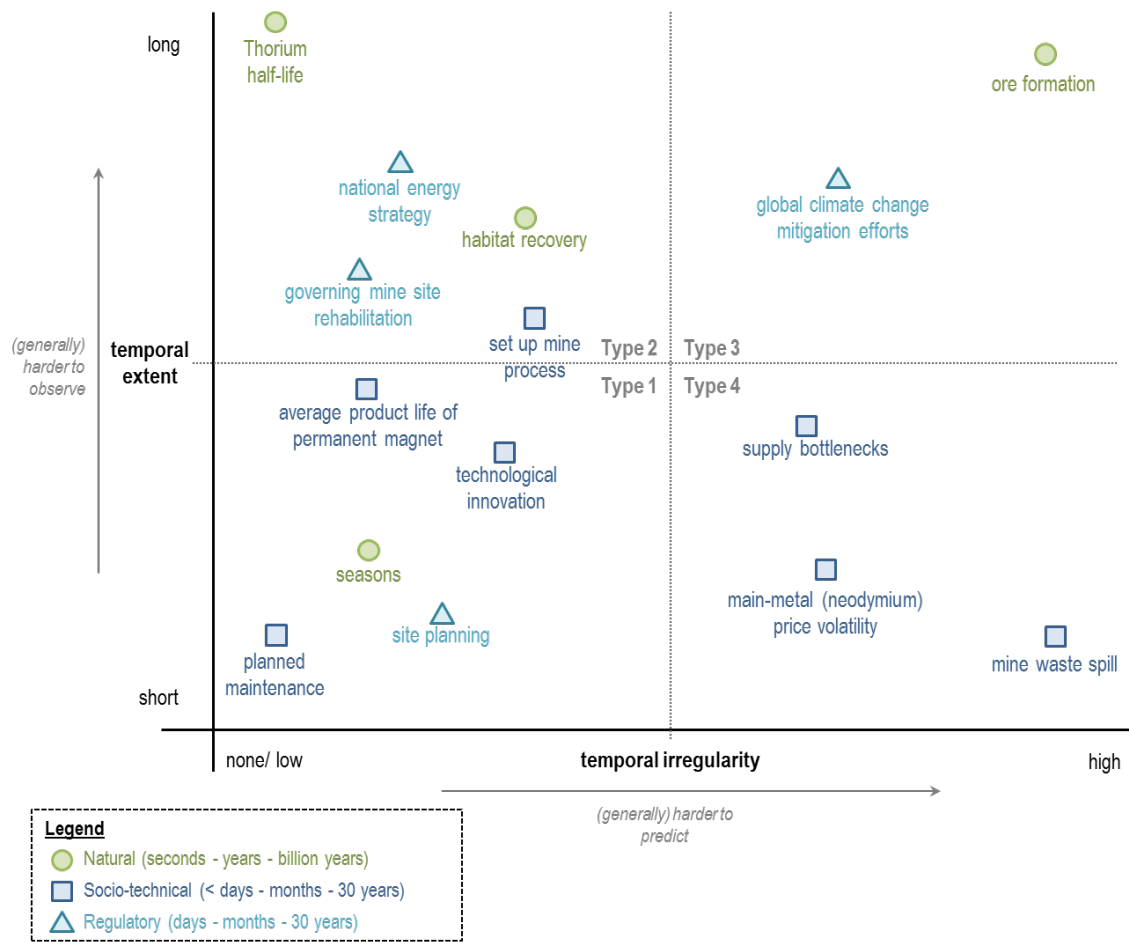 long
Thorium
half-life
ore formation
national energy
strategy
global climate change
mitigation efforts
habitat recovery
governing mine site
rehabilitation
(generally)
harder to
observe
temporal
extent
set up mine
process
Type 2
Type 3
Type 1
Type 4
average product life of
permanent magnet
supply bottlenecks
technological
innovation
seasons
main-metal (neodymium)
price volatility
site planning
planned
maintenance
mine waste spill
short
none/ low
temporal irregularity
high
(generally) harder to
predict
Legend
Natural (seconds - years - billion years)
Socio-technical (< days - months - 30 years)
Regulatory (days - months - 30 years)